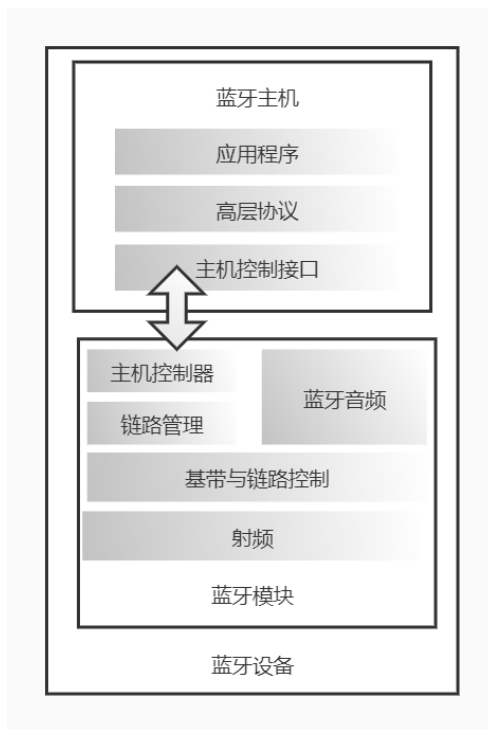 蓝牙主机
应用程序
高层协议
主机控制接口
主机控制器
蓝牙音频
链路管理
基带与链路控制
射频
蓝牙模块
蓝牙设备